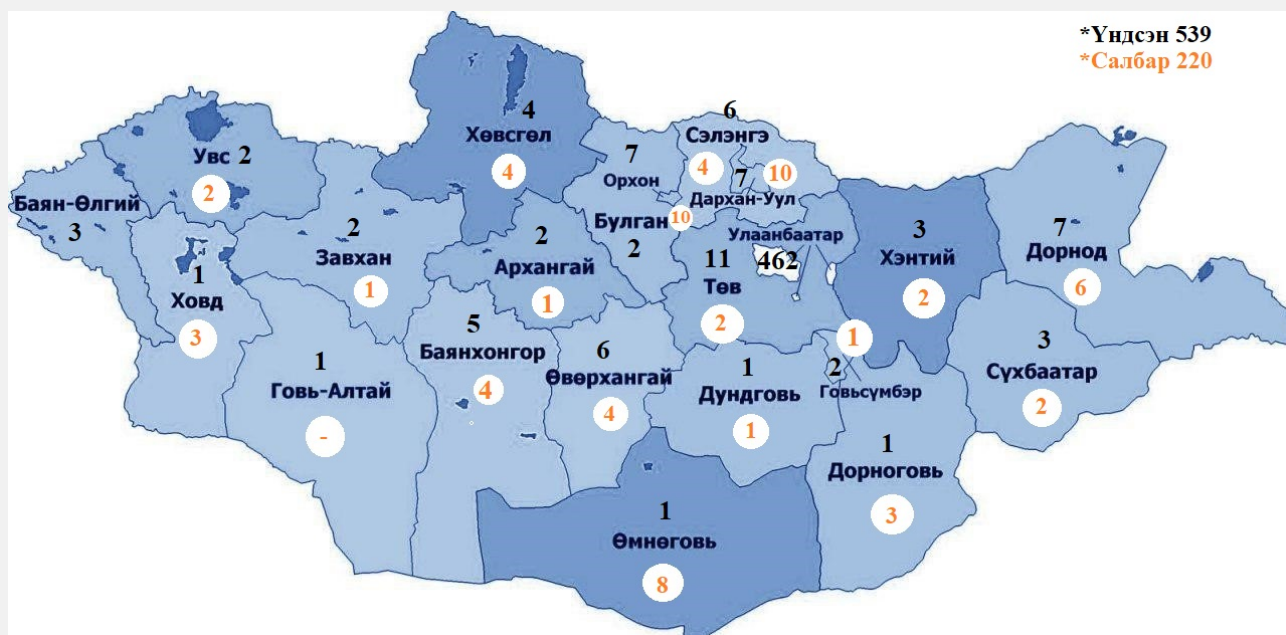 *Үндсэн 539
*Салбар 220
4
Хөвсгөл
4
6
Сэлэнгэ
4
7
10
Дархан-Уул
7
Орхон
10
Булган
2
2
Увс
2
Баян-Өлгий
3
1
Ховд
3
2
Завхан
1
2
Архангай
1
Улаанбаатар
462
11
Төв
2
3
Хэнтий
2
7
Дорнод
6
1
Говь-Алтай
-
5
Баянхонгор
4
6
Өвөрхангай
4
1
Дундговь
1
1
2
Говьсүмбэр
3
Сүхбаатар
2
1
Дорноговь
3
1
Өмнөговь
8